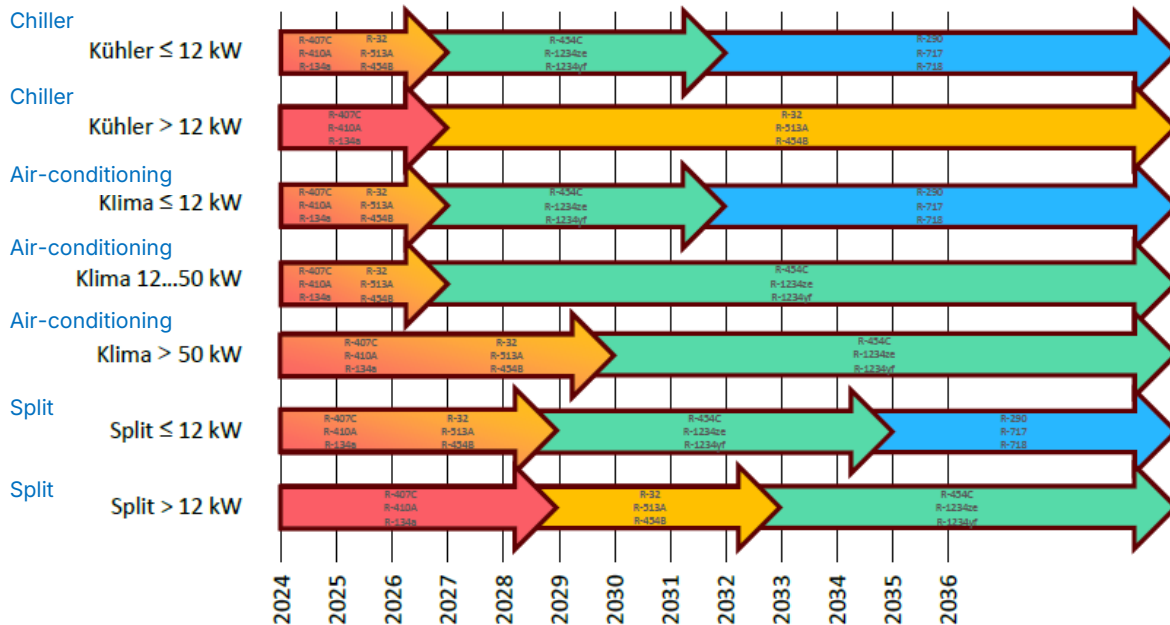 Chiller
Kühler ≤ 12 kW
R-407C R-32
R-410A R-513A
R-134a R-454B
R-454C
R-1234ze
R-1234yf
R-290
R-717
R-718
Chiller
Kühler > 12 kW
R-407C
R-410A
R-134a
R-32
R-513A
R-454B
Air-conditioning
Klima ≤ 12 kW
R-407C R-32
R-410A R-513A
R-134a R-454B
R-454C
R-1234ze
R-1234yf
R-290
R-717
R-718
Air-conditioning
Klima 12...50 kW
R-407C R-32
R-410A R-513A
R-134a R-454B
R-454C
R-1234ze
R-1234yf
Air-conditioning
Klima > 50 kW
R-407C R-32
R-410A R-513A
R-134a R-454B
R-454C
R-1234ze
R-1234yf
Split
Split ≤ 12 kW
R-407C R-32
R-410A R-513A
R-134a R-454B
R-454C
R-1234ze
R-1234yf
R-290
R-717
R-718
Split
Split > 12 kW
R-407C
R-410A
R-134a
R-32
R-513A
R-454B
R-454C
R-1234ze
R-1234yf
2024 2025 2026 2027 2028 2029 2030 2031 2032 2033 2034 2035 2036